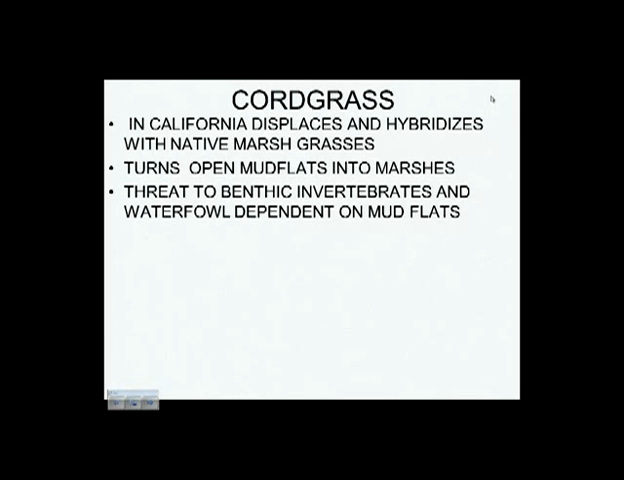 CORDGRASS
• IN CALIFORNIA DISPLACES AND HYBRIDIZES
WITH NATIVE MARSH GRASSES
• TURNS OPEN MUDFLATS INTO MARSHES
• THREAT TO BENTHIC INVERTEBRATES AND
WATERFOWL DEPENDENT ON MUD FLATS